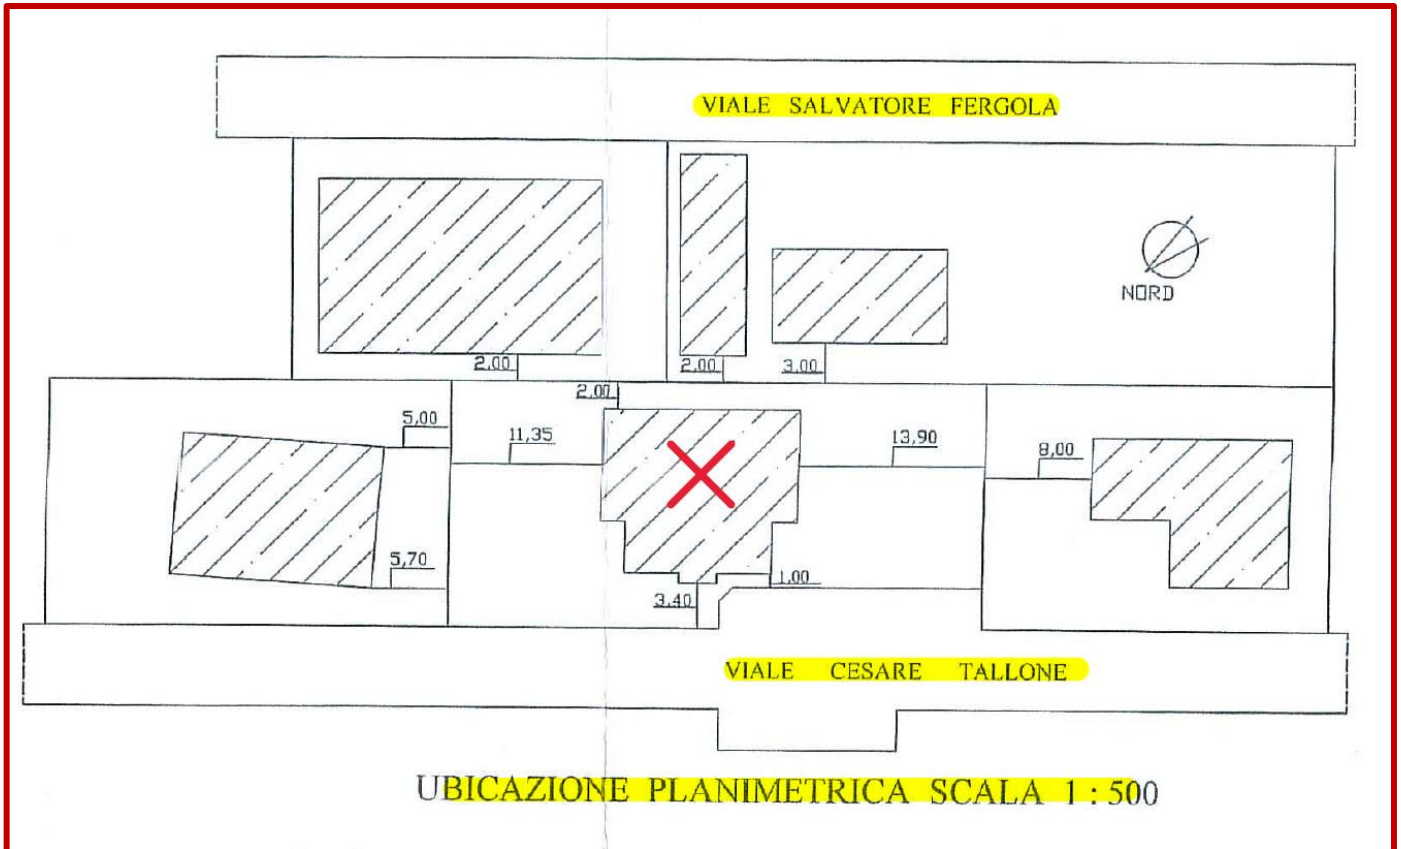 VIALE SALVATORE FERGOLA
NORD
2,00
2,00
3,00
2,00
5,00
11,35
13,90
8,00
5,70
1,00
3,40
VIALE CESARE TALLONE
UBICAZIONE PLANIMETRICA SCALA 1 : 500